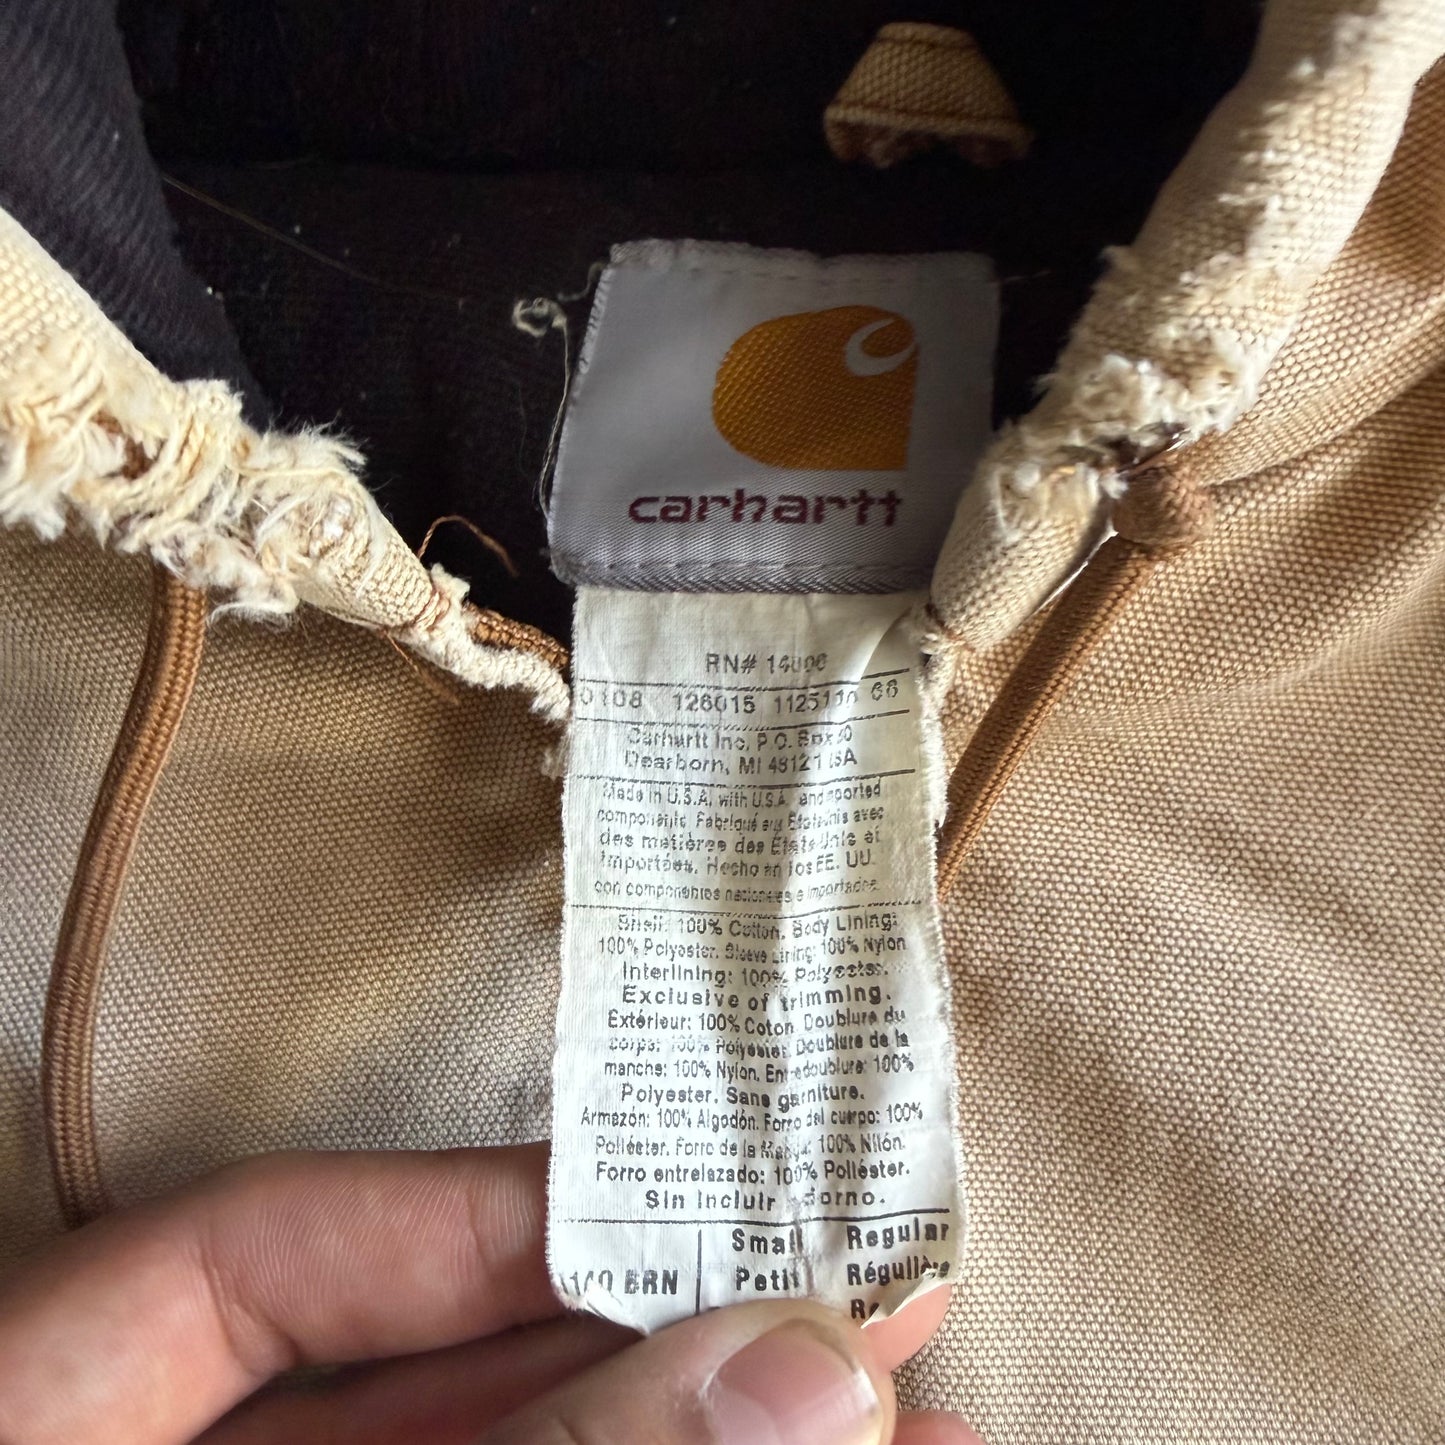 carhartt
RN# 14806
0108 126015 1125110 66
Carhartt Inc, P.O. Box
Dearborn, MI 48121 USA
Made in U.S.A. with U.S.A. and imported
components. Fabriqué aux États-Unis avec
des matières des États-Unis et
importées. Hecho en los EE. UU.
con componentes nacionales e importados.
Shell: 100% Cotton, Body Lining:
100% Polyester. Sleeve Lining: 100% Nylon
Interlining: 100% Polyester.
Exclusive of trimming.
Extérieur: 100% Coton Doublure du
corps: 100% Polyester. Doublure de la
manche: 100% Nylon. Entredoublure: 100%
Polyester. Sans garniture.
Armazón: 100% Algodón. Forro del cuerpo: 100%
Poliéster. Forro de la Manga: 100% Nilón.
Forro entrelazado: 100% Poliéster.
Sin incluir adorno.
Small Regular
J140 BRN Petit Régulière